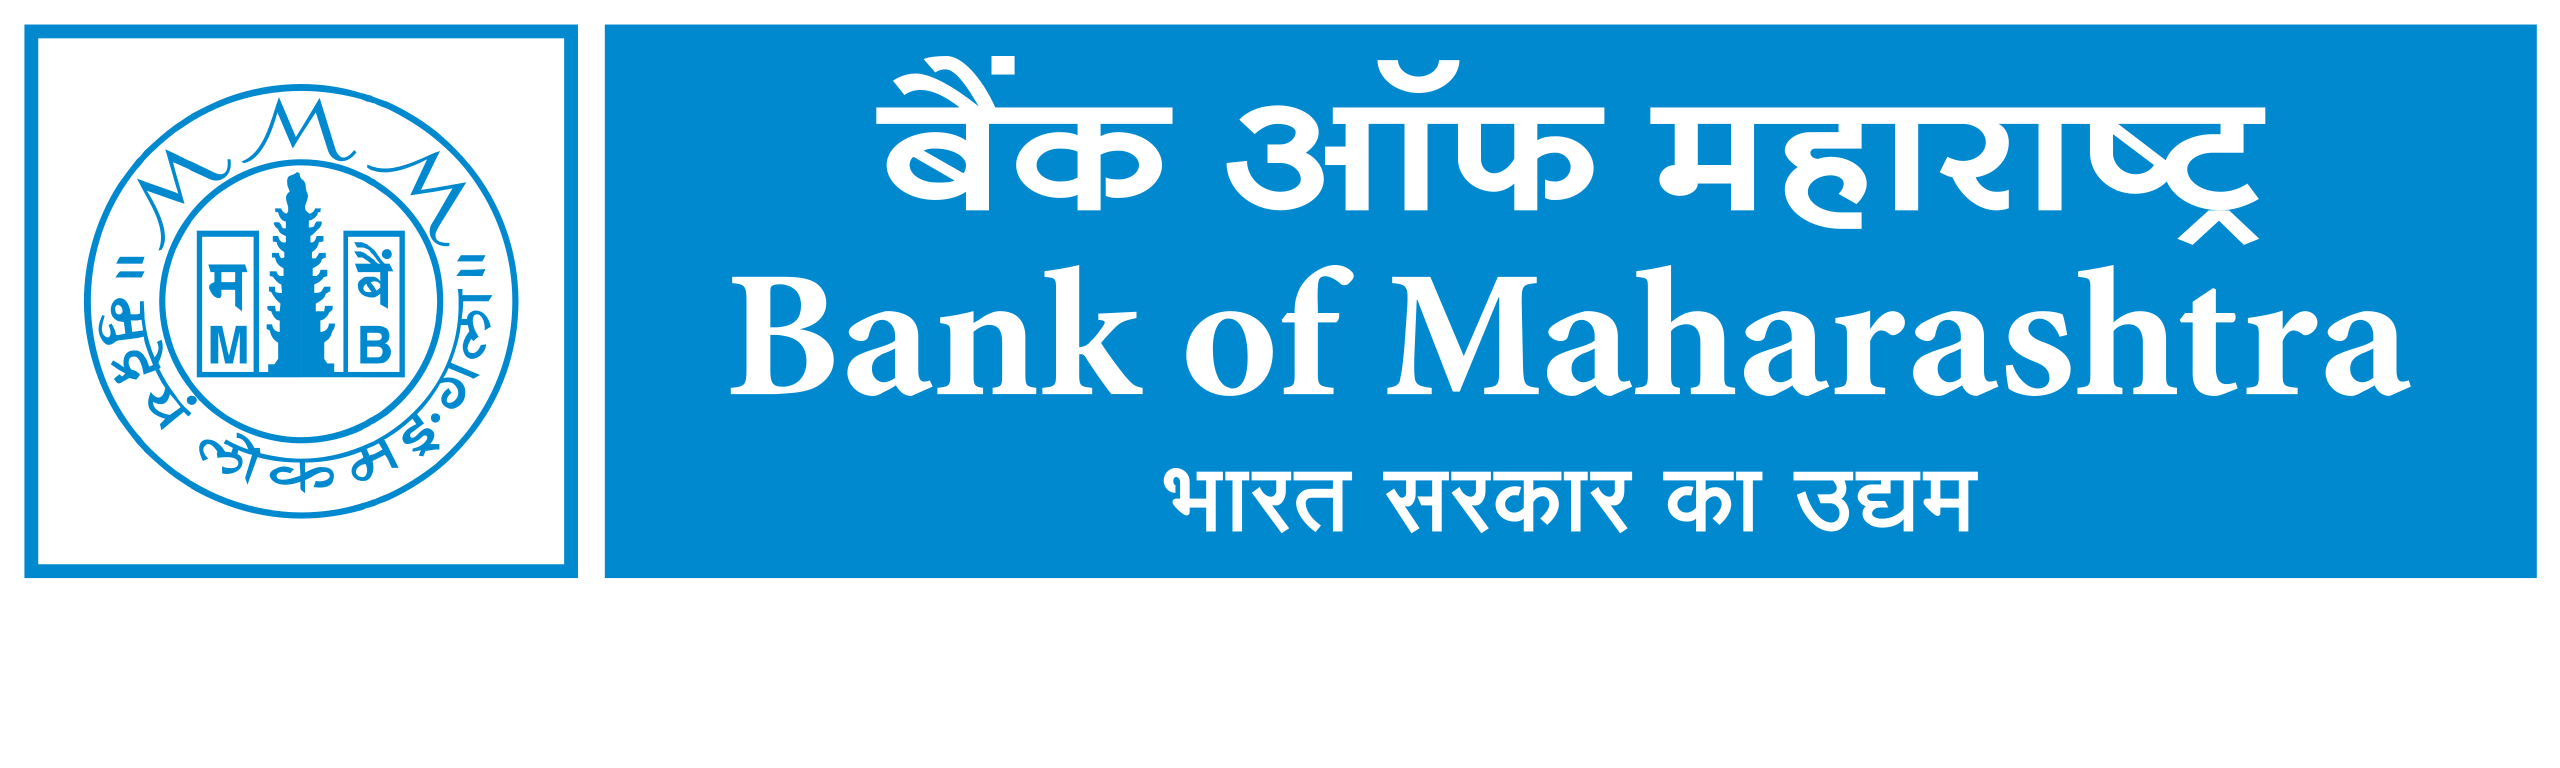 म
M
बैं
B
बैंक ऑफ महाराष्ट्र
Bank of Maharashtra
भारत सरकार का उद्यम